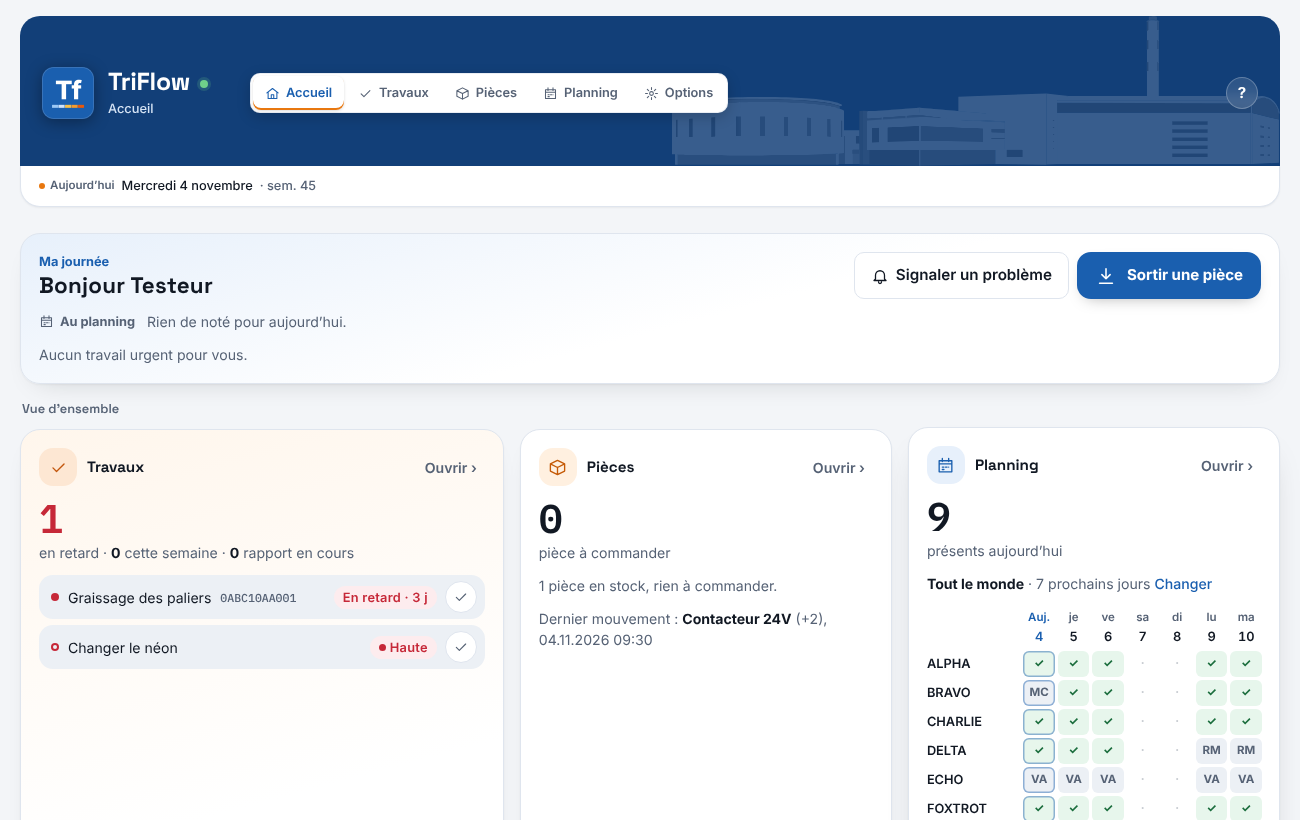 Tf
TriFlow
Accueil
Accueil Travaux Pièces Planning Options
?
Aujourd'hui Mercredi 4 novembre · sem. 45
Ma journée
Bonjour Testeur
Signaler un problème
Sortir une pièce
Au planning Rien de noté pour aujourd'hui.
Aucun travail urgent pour vous.
Vue d'ensemble
Travaux Ouvrir ›
1
en retard · 0 cette semaine · 0 rapport en cours
Graissage des paliers 0ABC10AA001 En retard · 3 j
Changer le néon Haute
Pièces Ouvrir ›
0
pièce à commander
1 pièce en stock, rien à commander.
Dernier mouvement : Contacteur 24V (+2),
04.11.2026 09:30
Planning Ouvrir ›
9
présents aujourd'hui
Tout le monde · 7 prochains jours Changer
Auj. je ve sa di lu ma
4 5 6 7 8 9 10
ALPHA ✓ ✓ ✓ · · ✓ ✓
BRAVO MC ✓ ✓ · · ✓ ✓
CHARLIE ✓ ✓ ✓ · · ✓ ✓
DELTA ✓ ✓ ✓ · · RM RM
ECHO VA VA VA · · VA VA
FOXTROT ✓ ✓ ✓ · · ✓ ✓